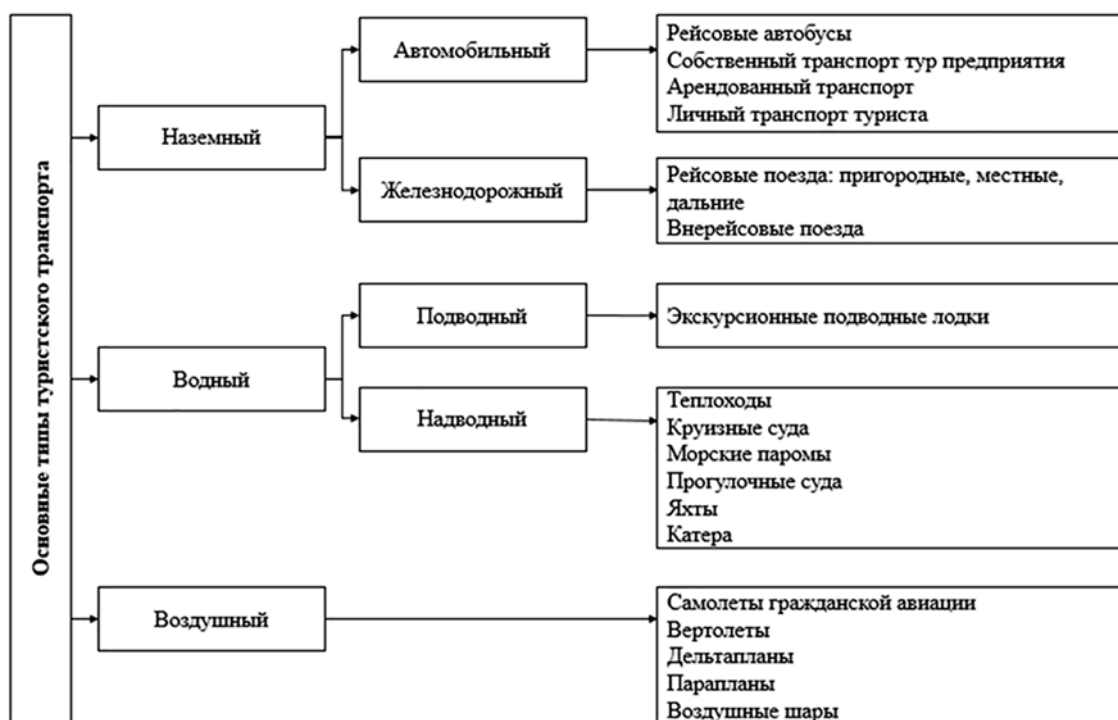 Основные типы туристского транспорта
Наземный
Автомобильный
Рейсовые автобусы
Собственный транспорт тур предприятия
Арендованный транспорт
Личный транспорт туриста
Железнодорожный
Рейсовые поезда: пригородные, местные,
дальние
Внерейсовые поезда
Водный
Подводный
Экскурсионные подводные лодки
Надводный
Теплоходы
Круизные суда
Морские паромы
Прогулочные суда
Яхты
Катера
Воздушный
Самолеты гражданской авиации
Вертолеты
Дельтапланы
Парапланы
Воздушные шары